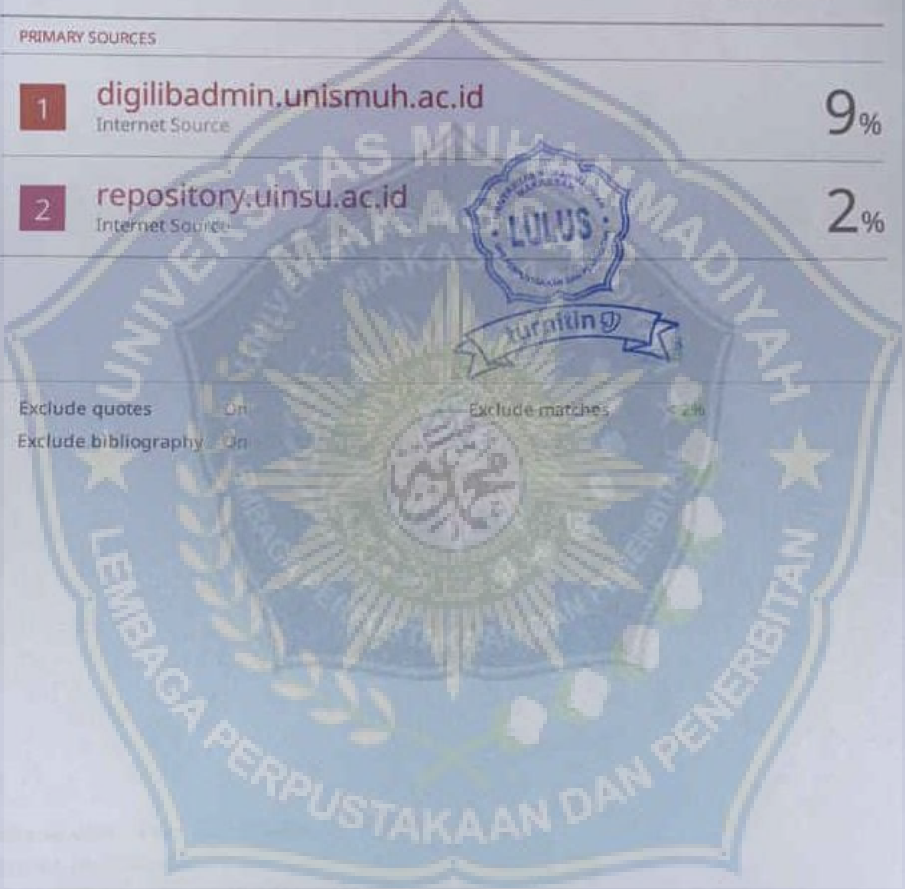 PRIMARY SOURCES
1 digilibadmin.unismuh.ac.id 9%
Internet Source
2 repository.uinsu.ac.id 2%
Internet Source
LULUS
turnitin
Exclude quotes On Exclude matches < 2%
Exclude bibliography On
UNIVERSITAS MUHAMMADIYAH
MAKASSAR
LEMBAGA PERPUSTAKAAN DAN PENERBITAN